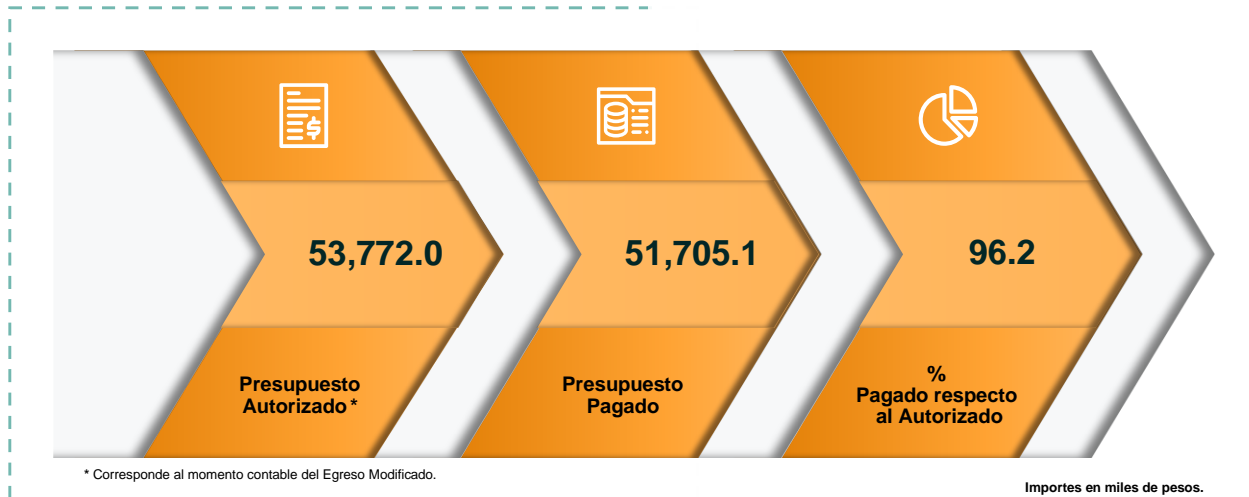 53,772.0
Presupuesto
Autorizado *
51,705.1
Presupuesto
Pagado
96.2
%
Pagado respecto
al Autorizado
* Corresponde al momento contable del Egreso Modificado.
Importes en miles de pesos.